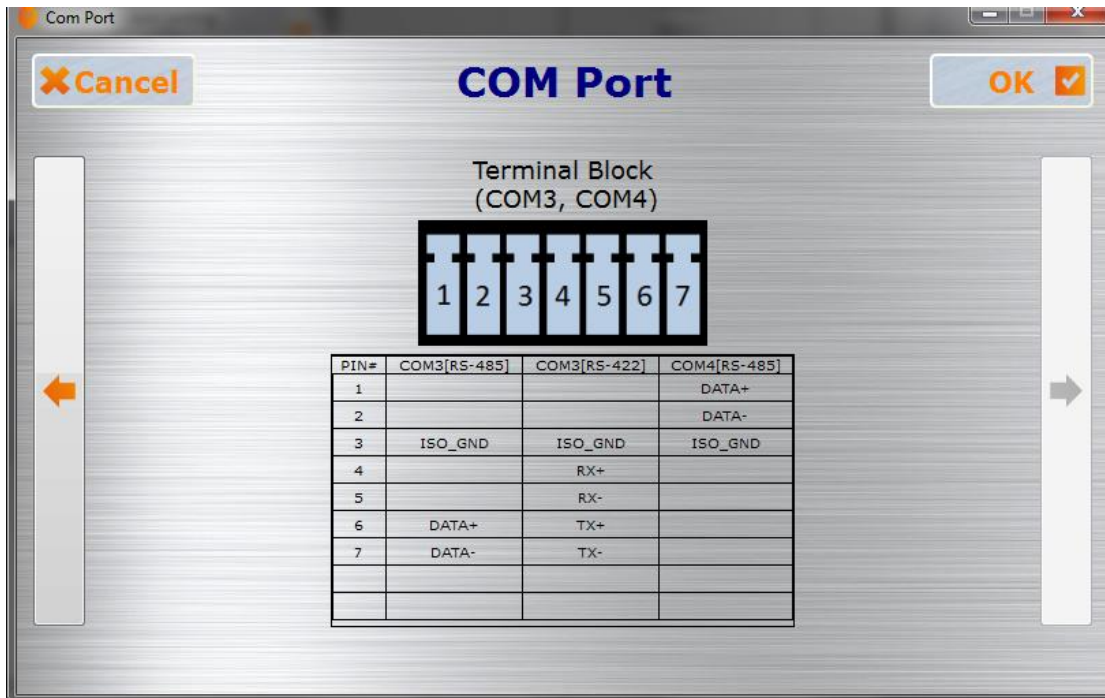 Com Port
Cancel
COM Port
OK
Terminal Block
(COM3, COM4)
1 2 3 4 5 6 7
PIN# COM3[RS-485] COM3[RS-422] COM4[RS-485]
1 DATA+
2 DATA-
3 ISO_GND ISO_GND ISO_GND
4 RX+
5 RX-
6 DATA+ TX+
7 DATA- TX-